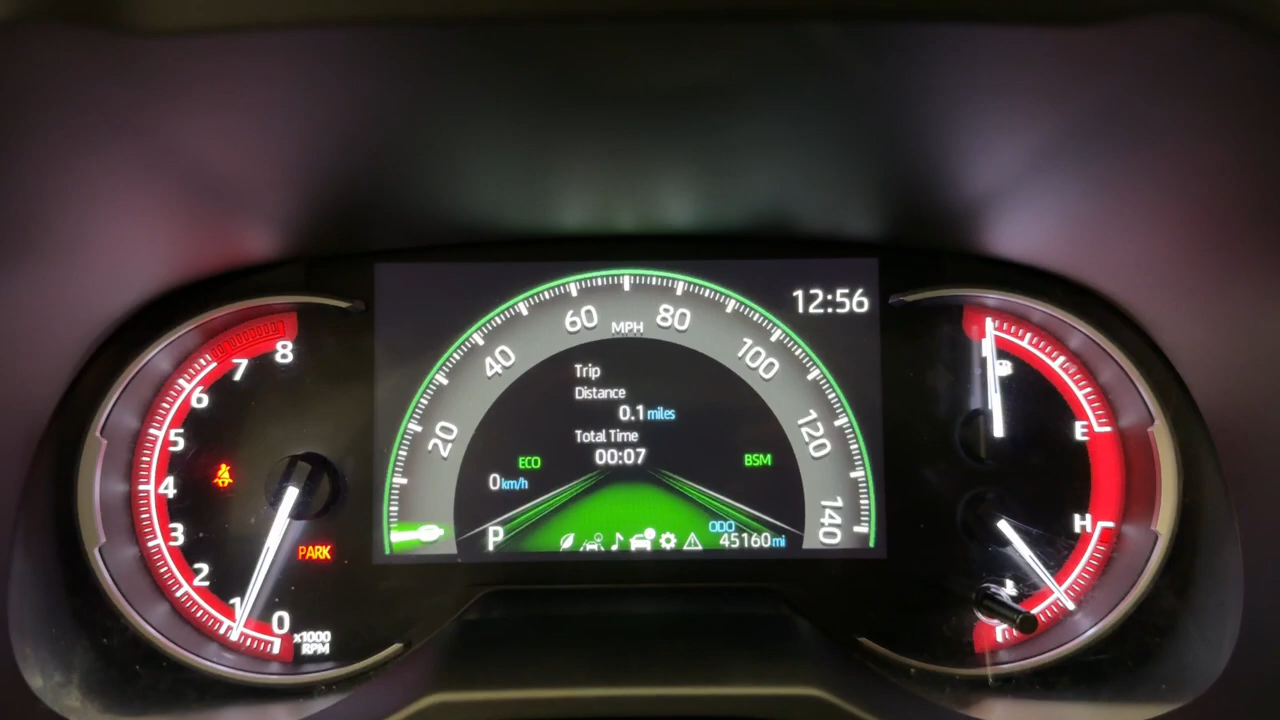 12:56
60
MPH
80
40
100
20
120
140
Trip
Distance
0.1 miles
Total Time
00:07
ECO
BSM
0 km/h
P
ODO
45160 mi
8
7
6
5
4
3
2
1
0
x1000
RPM
PARK
E
H